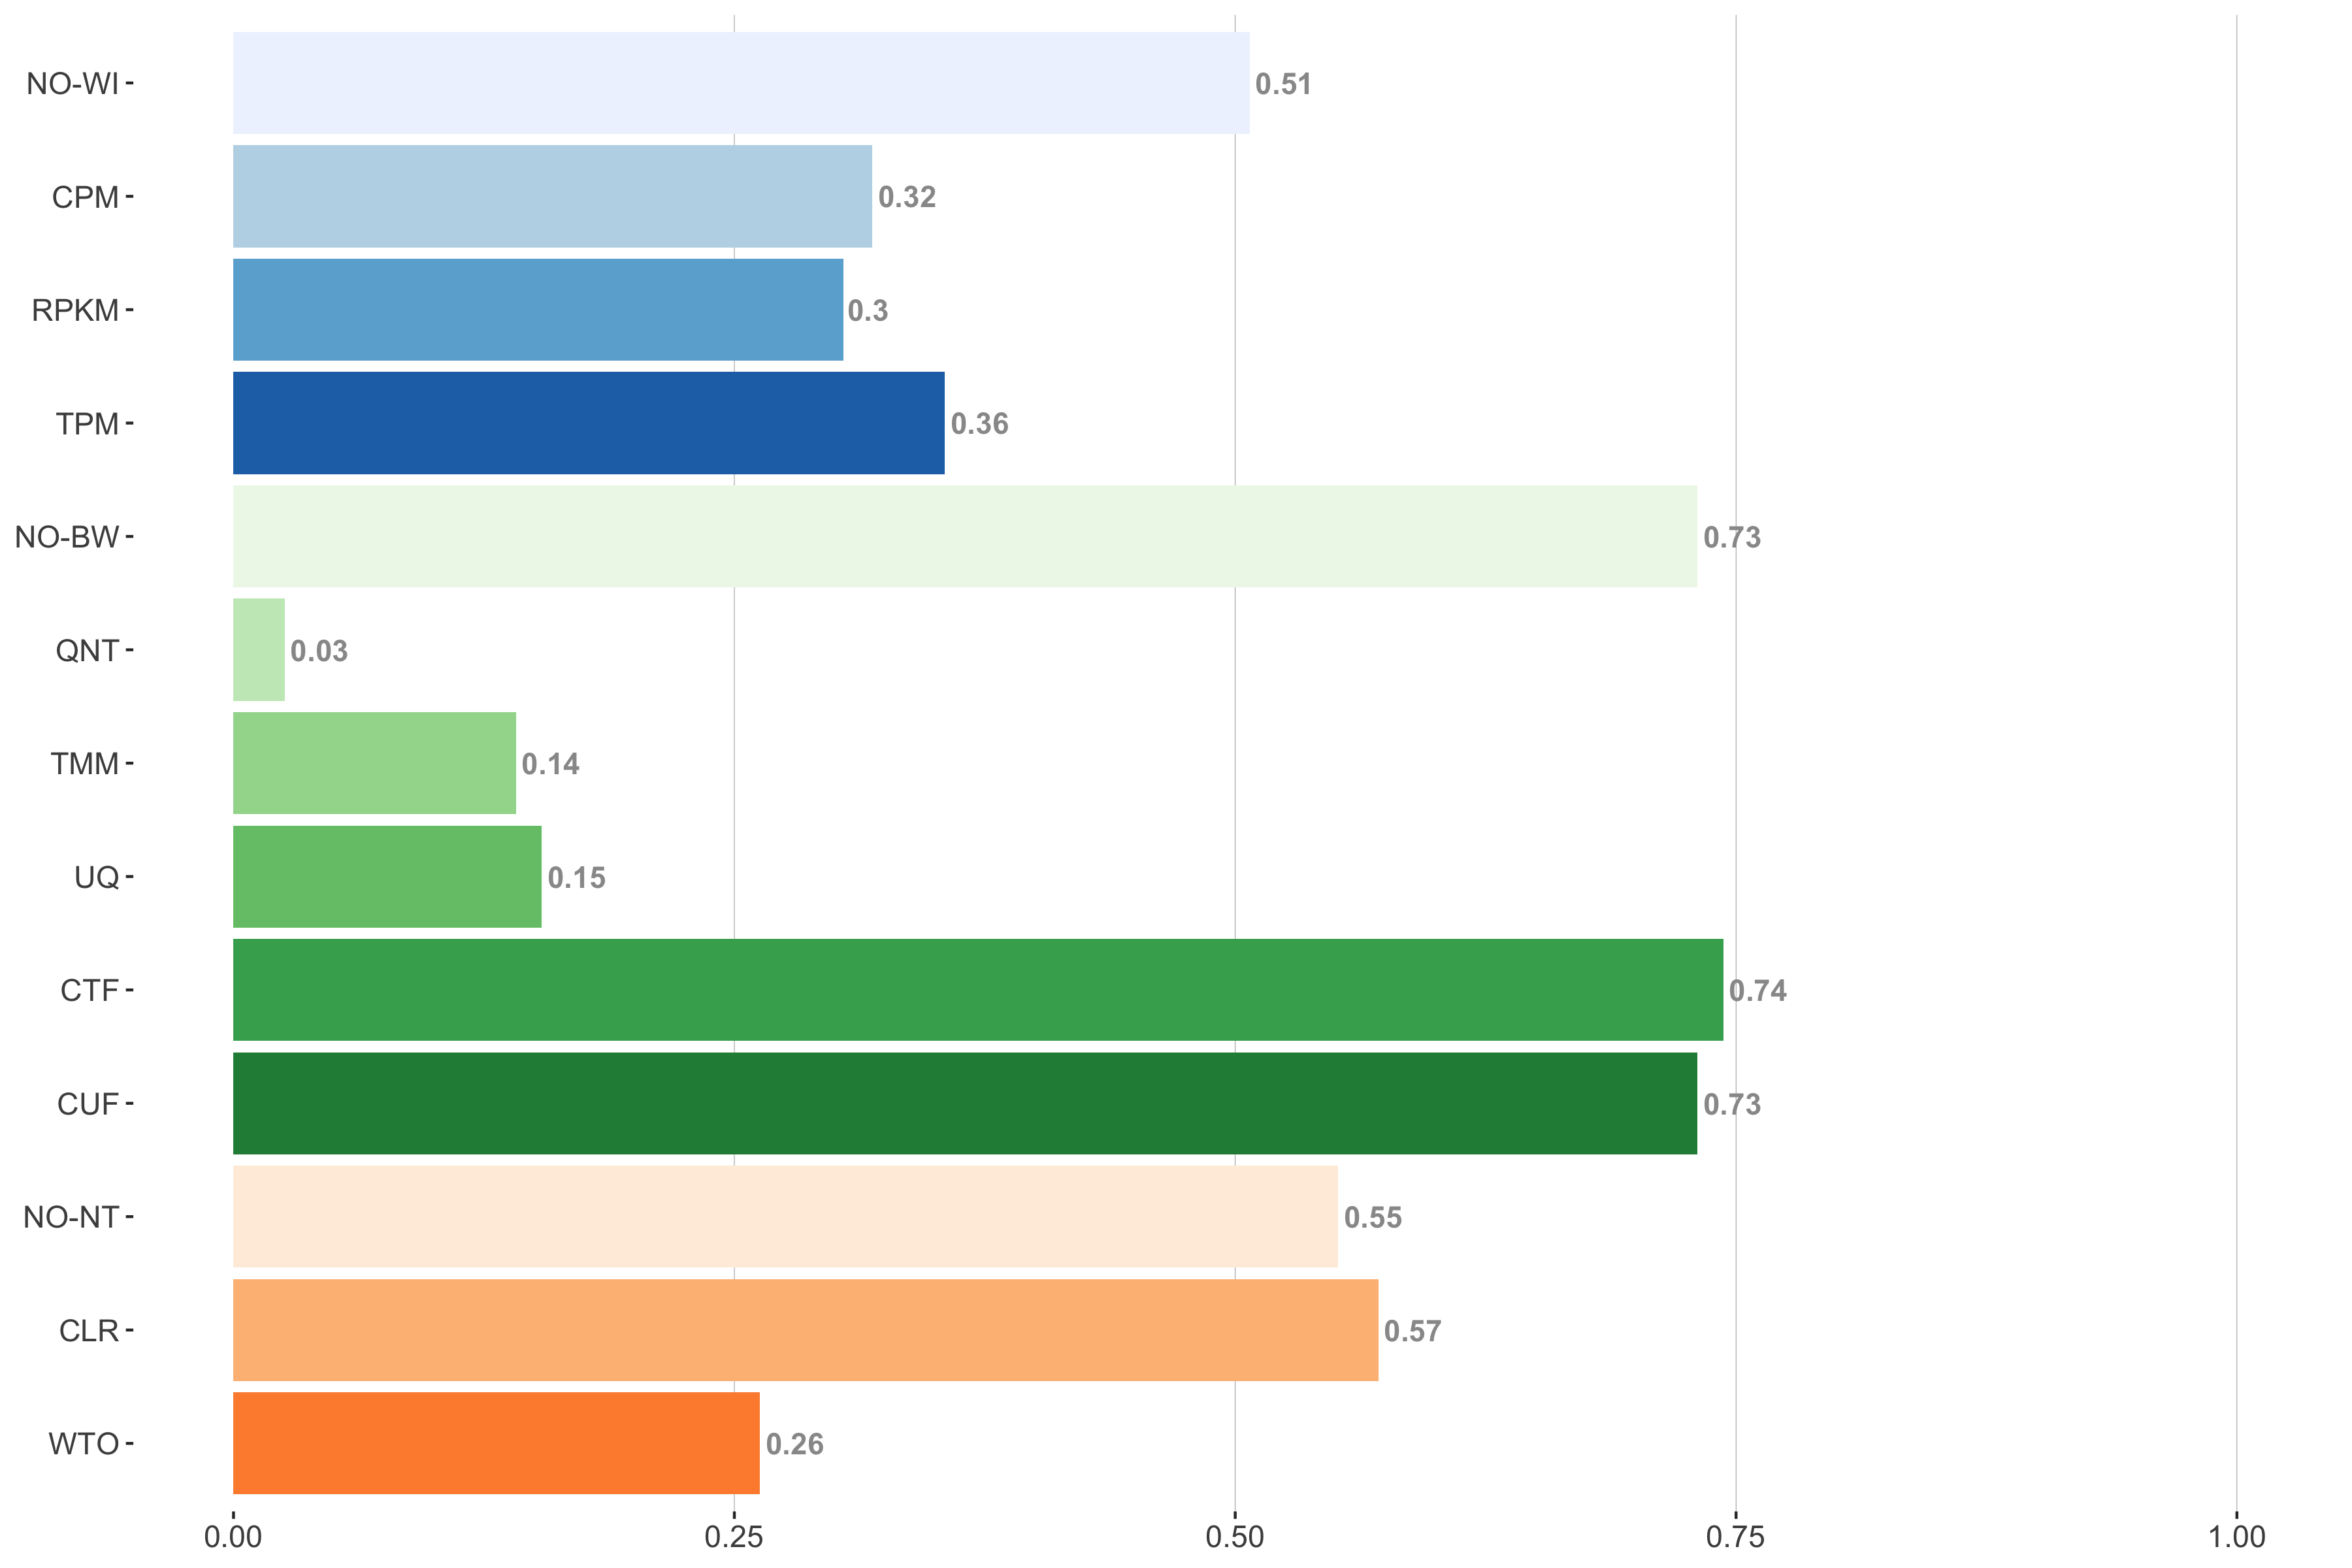 NO-WI 0.51
CPM 0.32
RPKM 0.3
TPM 0.36
NO-BW 0.73
QNT 0.03
TMM 0.14
UQ 0.15
CTF 0.74
CUF 0.73
NO-NT 0.55
CLR 0.57
WTO 0.26
0.00 0.25 0.50 0.75 1.00